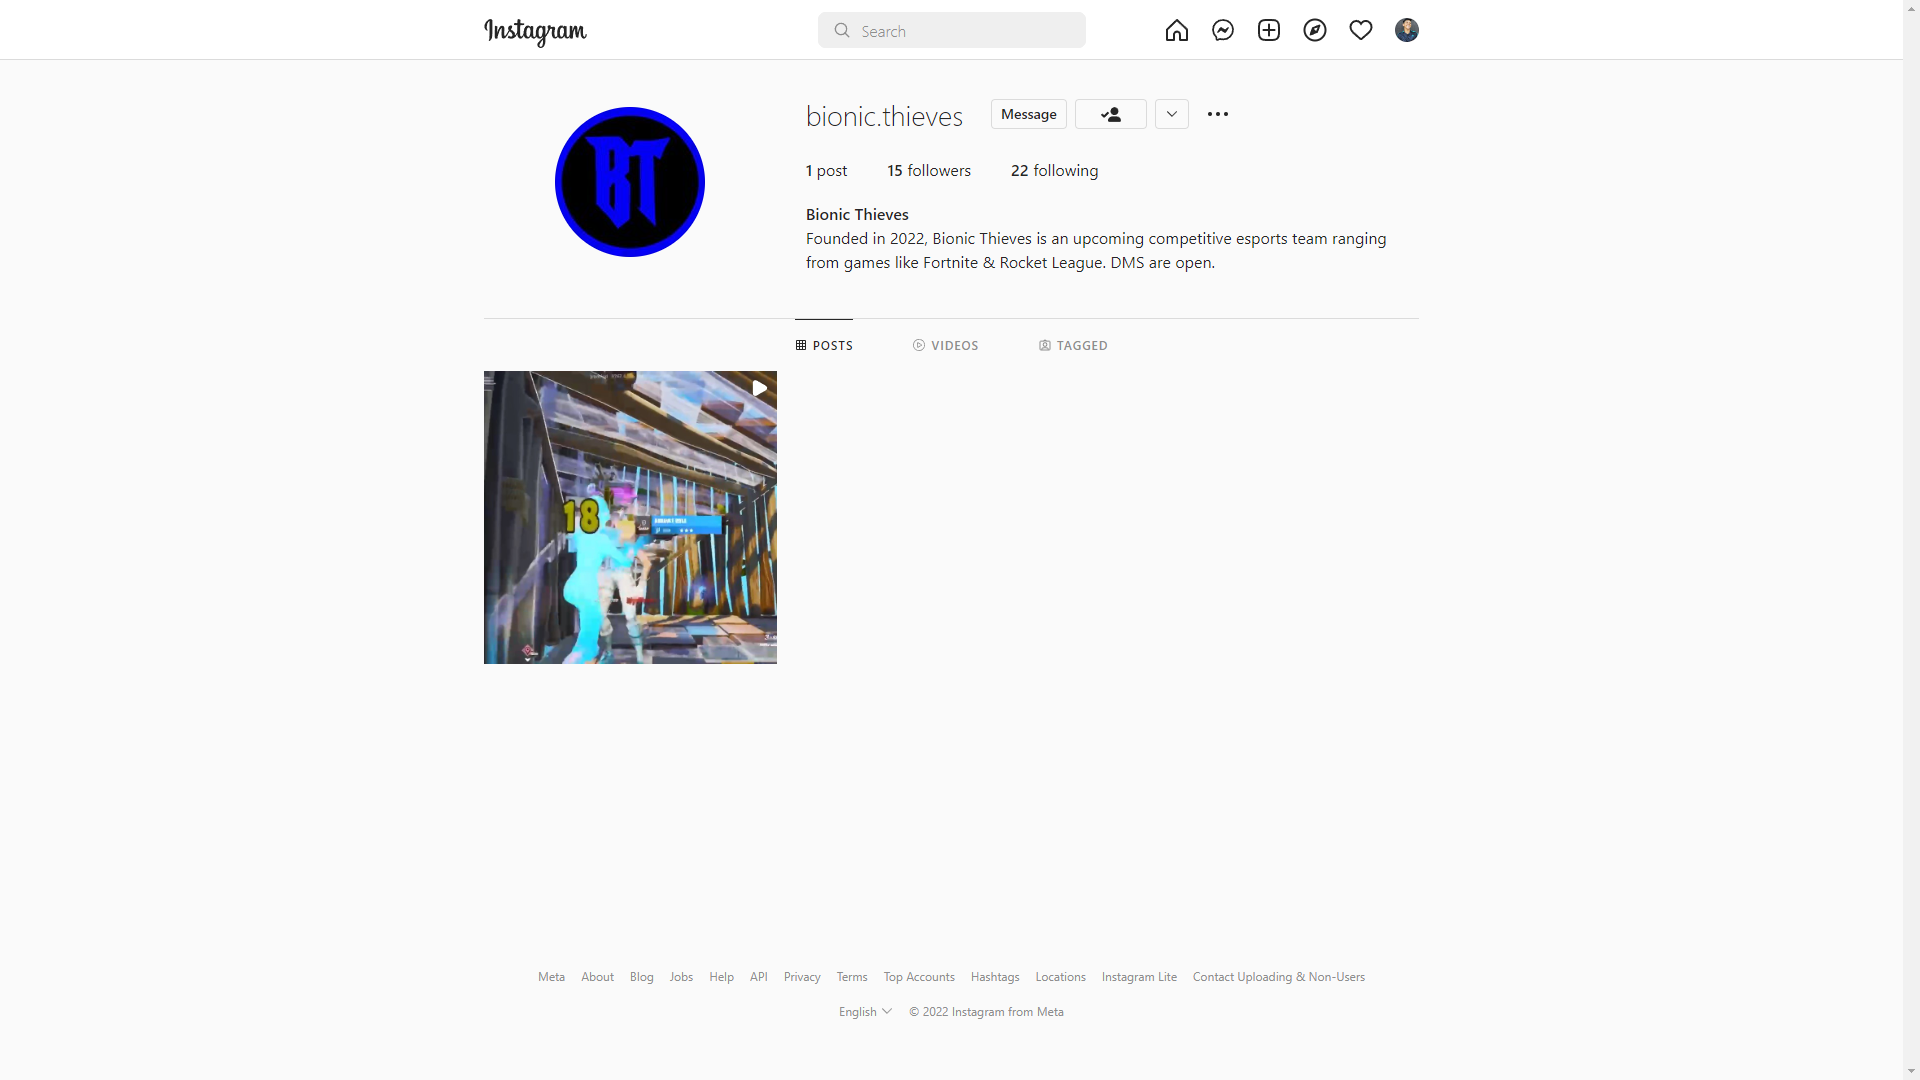 Instagram
Search
bionic.thieves
Message
1 post 15 followers 22 following
Bionic Thieves
Founded in 2022, Bionic Thieves is an upcoming competitive esports team ranging
from games like Fortnite & Rocket League. DMS are open.
BT
POSTS VIDEOS TAGGED
18
Meta About Blog Jobs Help API Privacy Terms Top Accounts Hashtags Locations Instagram Lite Contact Uploading & Non-Users
English © 2022 Instagram from Meta